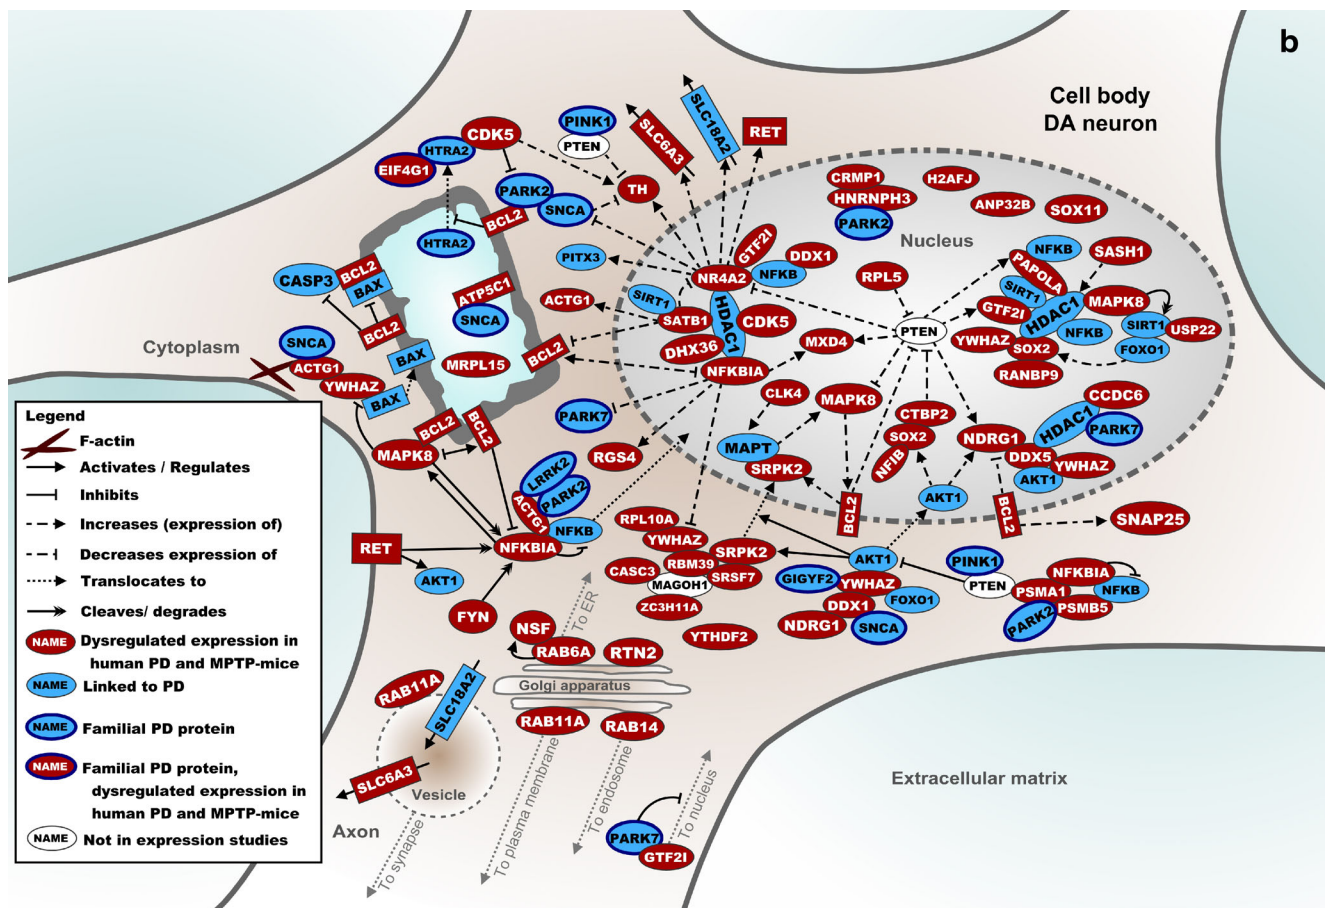 b
Cell body
DA neuron
PINK1
PTEN
SLC6A3
SLC18A2
RET
CDK5
HTRA2
EIF4G1
PARK2
SNCA
TH
BCL2
HTRA2
PITX3
CASP3
BCL2
BAX
ATP5C1
SNCA
MRPL15
ACTG1
BCL2
BCL2
BAX
Cytoplasm
SNCA
ACTG1
YWHAZ
BAX
BCL2
BCL2
MAPK8
PARK7
RGS4
CRMP1
HNRNPH3
PARK2
H2AFJ
ANP32B
SOX11
Nucleus
GTF2I
DDX1
NFKB
NR4A2
SIRT1
SATB1
HDAC1
CDK5
DHX36
NFKBIA
RPL5
PTEN
MXD4
CLK4
MAPK8
MAPT
SRPK2
NFKB
PAPOLA
SASH1
SIRT1
GTF2I
HDAC1
MAPK8
NFKB
SIRT1
USP22
FOXO1
YWHAZ
SOX2
RANBP9
CTBP2
SOX2
NFIB
NDRG1
CCDC6
HDAC1
PARK7
DDX5
YWHAZ
AKT1
AKT1
BCL2
BCL2
SNAP25
LRRK2
PARK2
ACTG1
NFKB
NFKBIA
RET
AKT1
FYN
RPL10A
YWHAZ
RBM39
SRPK2
CASC3
MAGOH1
SRSF7
ZC3H11A
YTHDF2
AKT1
GIGYF2
YWHAZ
FOXO1
DDX1
NDRG1
SNCA
PINK1
PTEN
NFKBIA
PSMA1
NFKB
PARK2
PSMB5
To ER
NSF
RAB6A
RTN2
Golgi apparatus
RAB11A
RAB14
RAB11A
SLC18A2
SLC6A3
Vesicle
Axon
To synapse
To plasma membrane
To endosome
To nucleus
PARK7
GTF2I
Extracellular matrix
Legend
F-actin
Activates / Regulates
Inhibits
Increases (expression of)
Decreases expression of
Translocates to
Cleaves/ degrades
NAME Dysregulated expression in
human PD and MPTP-mice
NAME Linked to PD
NAME Familial PD protein
NAME Familial PD protein,
dysregulated expression in
human PD and MPTP-mice
NAME Not in expression studies